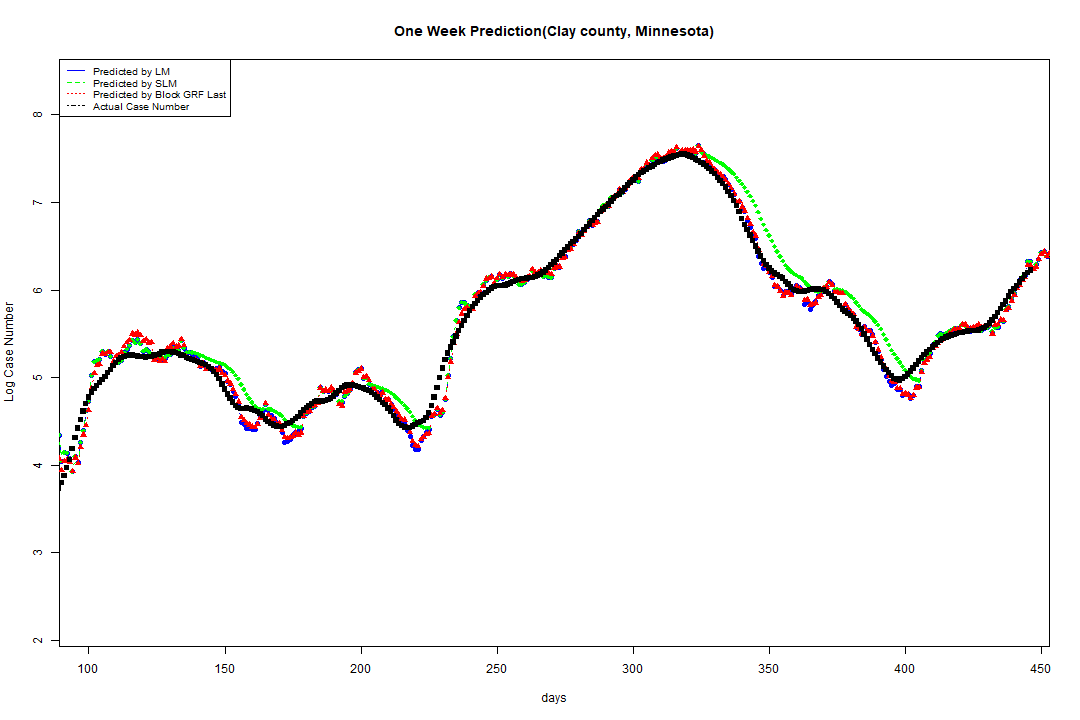 One Week Prediction(Clay county, Minnesota)
Predicted by LM
Predicted by SLM
Predicted by Block GRF Last
Actual Case Number
8
7
6
5
4
3
2
Log Case Number
100 150 200 250 300 350 400 450
days